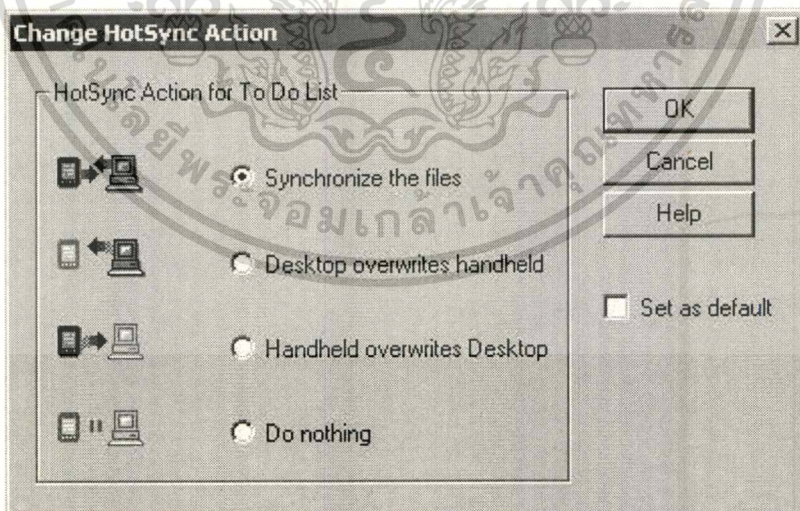 Change HotSync Action
HotSync Action for To Do List
Synchronize the files
Desktop overwrites handheld
Handheld overwrites Desktop
Do nothing
OK
Cancel
Help
Set as default